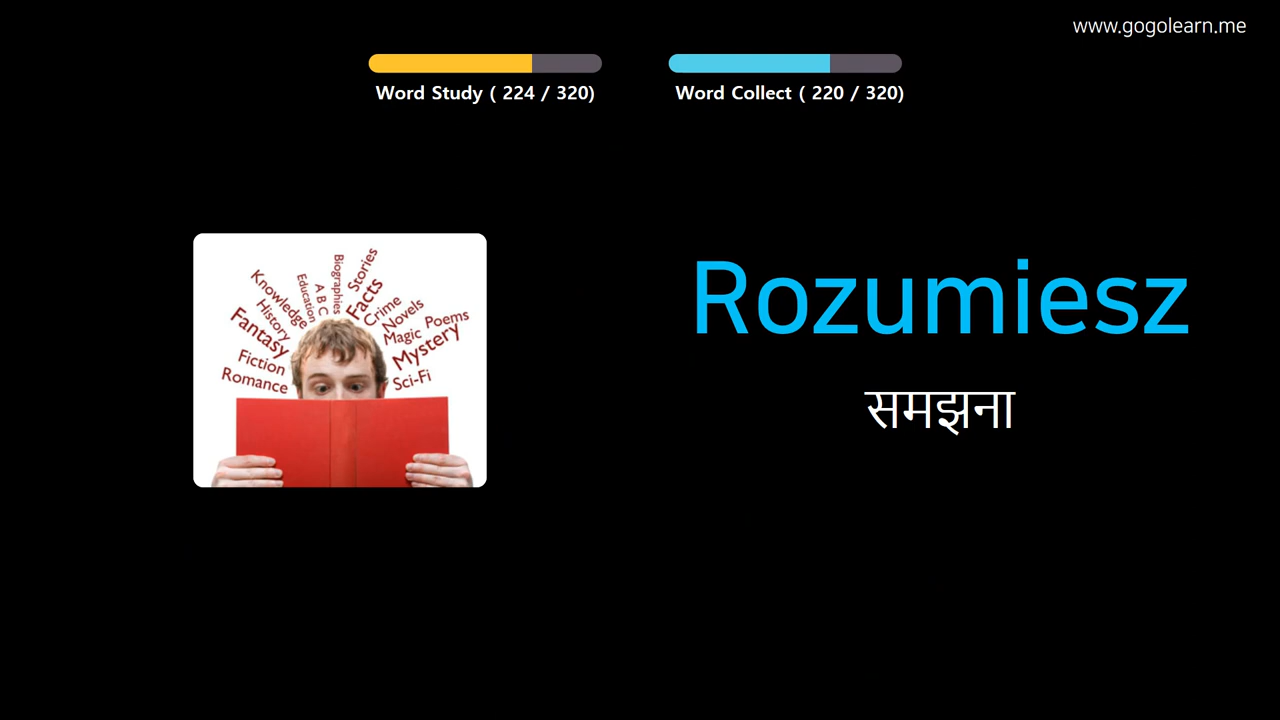 www.gogolearn.me
Word Study ( 224 / 320)
Word Collect ( 220 / 320)
Rozumiesz
समझना
Knowledge
History
Fantasy
Fiction
Romance
Education
A B C
Biographies
Stories
Facts
Crime
Novels
Magic
Poems
Mystery
Sci-Fi